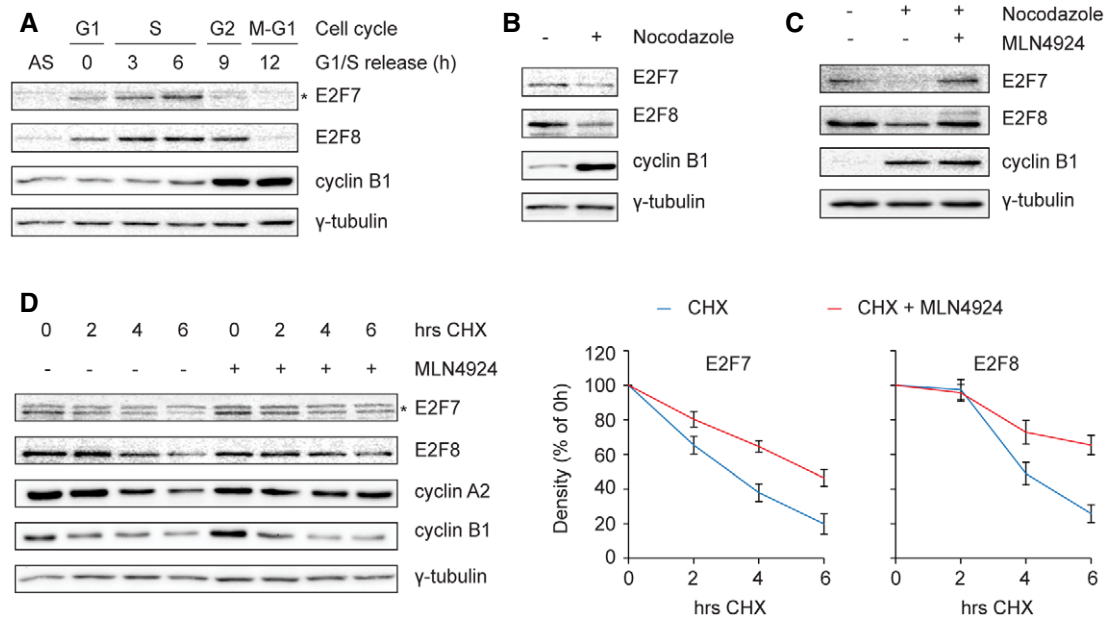 A
G1 S G2 M-G1 Cell cycle
AS 0 3 6 9 12 G1/S release (h)
* E2F7
E2F8
cyclin B1
γ-tubulin
B
- + Nocodazole
E2F7
E2F8
cyclin B1
γ-tubulin
C
- + + Nocodazole
- - + MLN4924
E2F7
E2F8
cyclin B1
γ-tubulin
D
0 2 4 6 0 2 4 6 hrs CHX
- - - - + + + + MLN4924
* E2F7
E2F8
cyclin A2
cyclin B1
γ-tubulin
CHX CHX + MLN4924
E2F7
Density (% of 0h)
120
100
80
60
40
20
0
0 2 4 6
hrs CHX
E2F8
0 2 4 6
hrs CHX